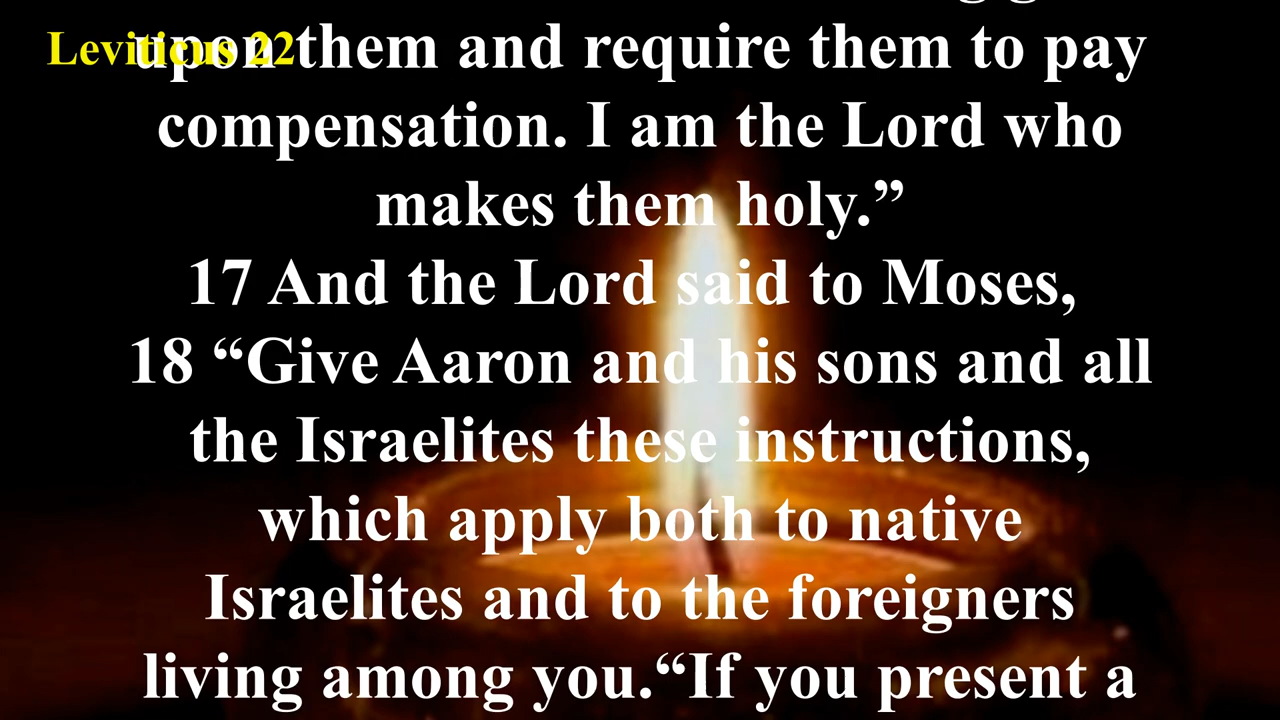 Leviticus 22
upon them and require them to pay
compensation. I am the Lord who
makes them holy.”
17 And the Lord said to Moses,
18 “Give Aaron and his sons and all
the Israelites these instructions,
which apply both to native
Israelites and to the foreigners
living among you.“If you present a